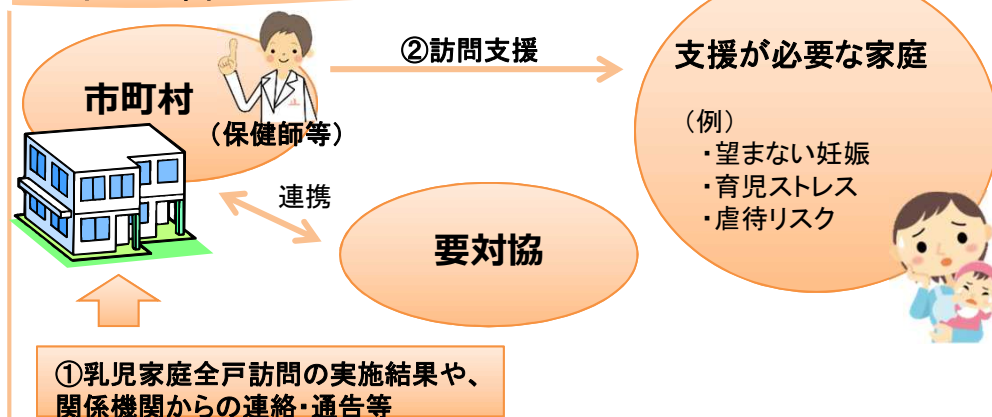 ②訪問支援
市町村
(保健師等)
支援が必要な家庭
(例)
・望まない妊娠
・育児ストレス
・虐待リスク
連携
要対協
①乳児家庭全戸訪問の実施結果や、
関係機関からの連絡・通告等